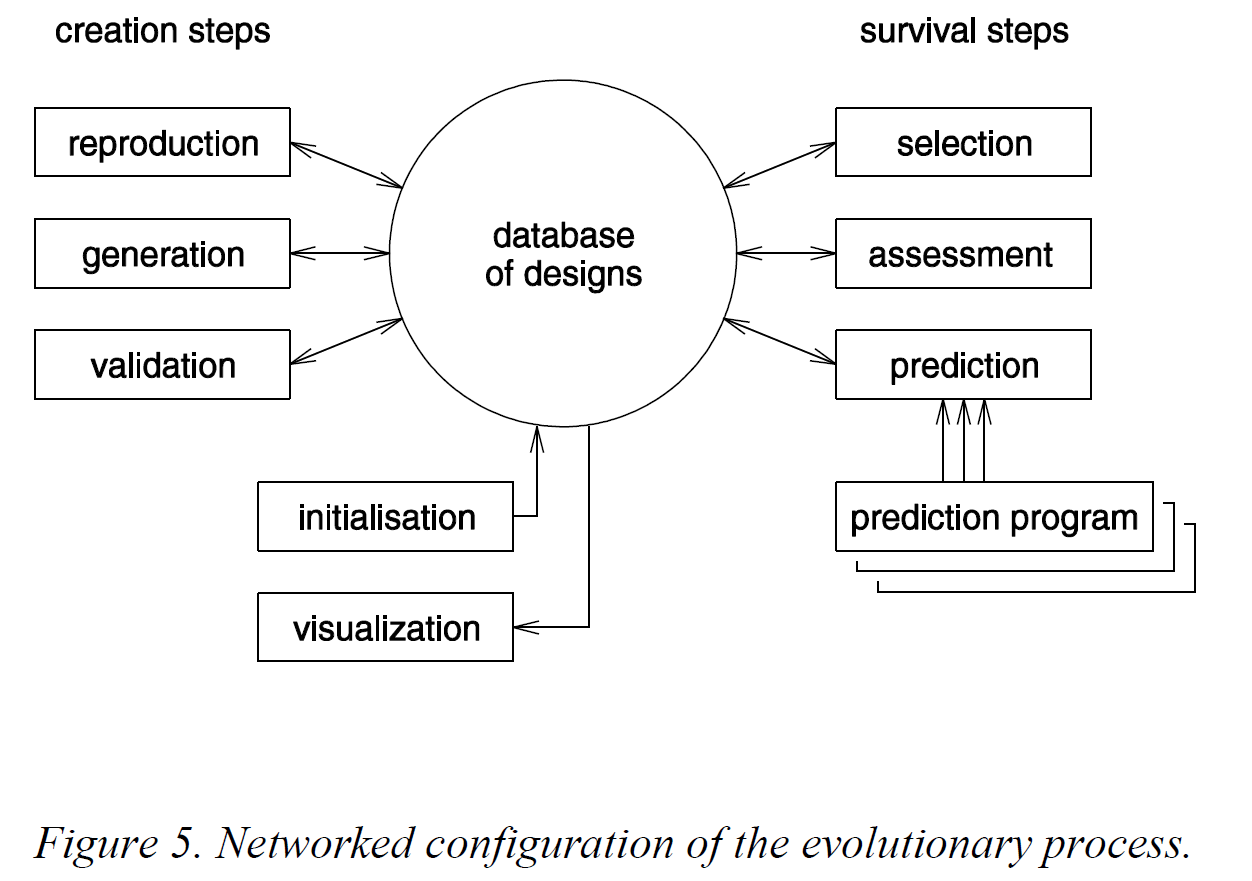 creation steps
survival steps
reproduction
generation
validation
database
of designs
selection
assessment
prediction
initialisation
visualization
prediction program
Figure 5. Networked configuration of the evolutionary process.